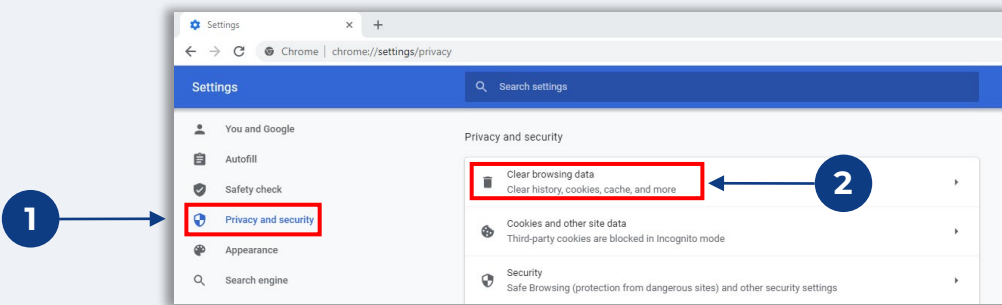 Settings
Chrome | chrome://settings/privacy
Settings
Search settings
You and Google
Autofill
Safety check
Privacy and security
Appearance
Search engine
Privacy and security
Clear browsing data
Clear history, cookies, cache, and more
Cookies and other site data
Third-party cookies are blocked in Incognito mode
Security
Safe Browsing (protection from dangerous sites) and other security settings
1
2